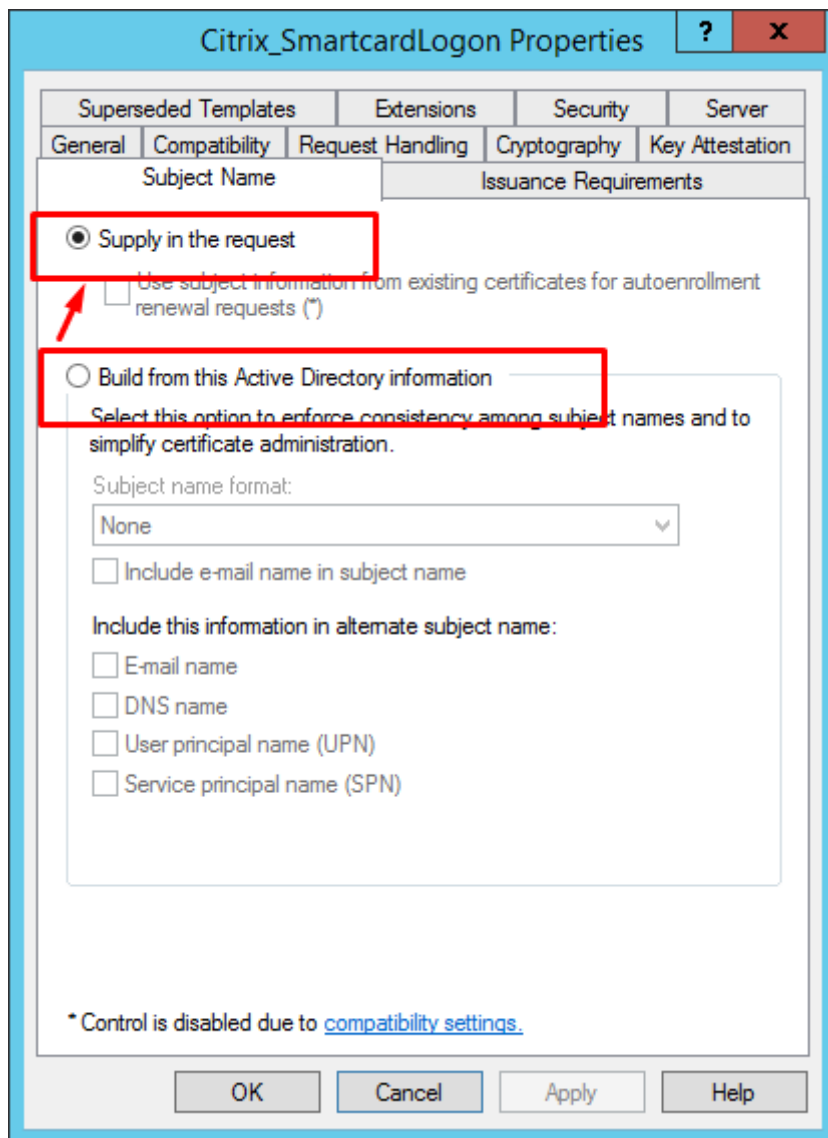 Citrix_SmartcardLogon Properties
? x
Superseded Templates Extensions Security Server
General Compatibility Request Handling Cryptography Key Attestation
Subject Name Issuance Requirements
Supply in the request
Use subject information from existing certificates for autoenrollment
renewal requests (*)
Build from this Active Directory information
Select this option to enforce consistency among subject names and to
simplify certificate administration.
Subject name format:
None
Include e-mail name in subject name
Include this information in alternate subject name:
E-mail name
DNS name
User principal name (UPN)
Service principal name (SPN)
* Control is disabled due to compatibility settings.
OK Cancel Apply Help